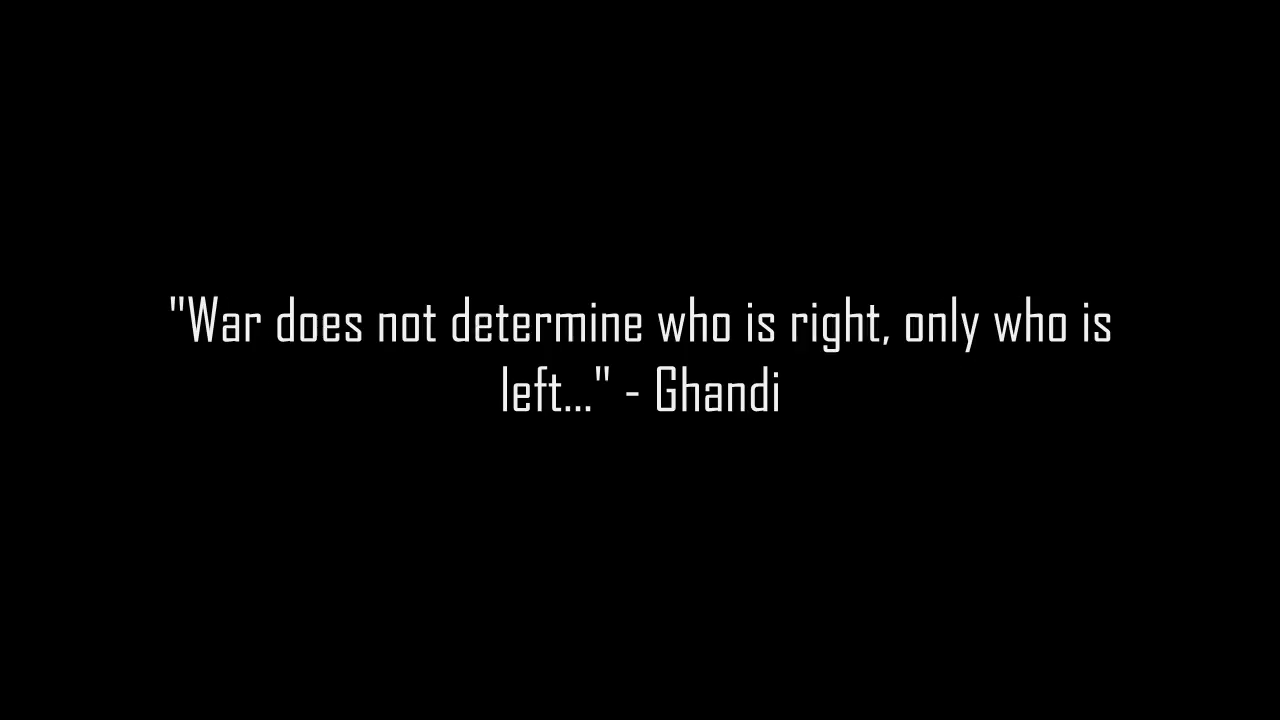 "War does not determine who is right, only who is
left..." - Ghandi